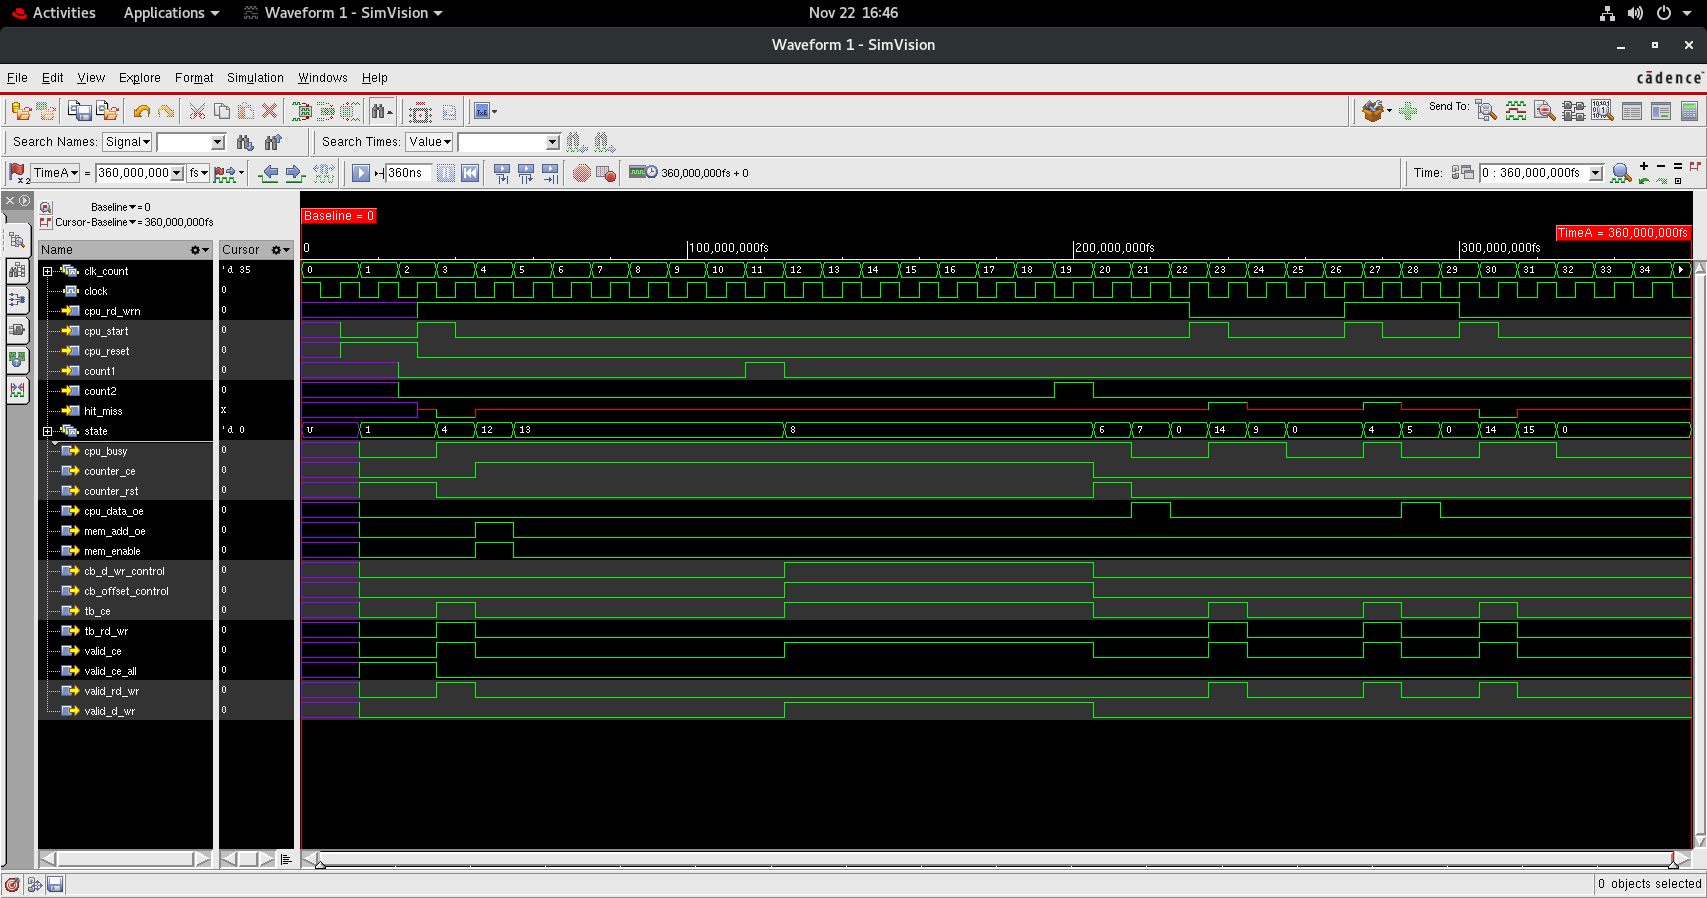 Activities Applications Waveform 1 - SimVision Nov 22 16:46
Waveform 1 - SimVision
File Edit View Explore Format Simulation Windows Help cādence
Send To:
Search Names: Signal Search Times: Value
TimeA = 360,000,000 fs 360ns 360,000,000fs + 0 Time: 0 : 360,000,000fs
Baseline = 0
Cursor-Baseline = 360,000,000fs
Baseline = 0
TimeA = 360,000,000fs
Name Cursor 0 100,000,000fs 200,000,000fs 300,000,000fs
clk_count 'd 35 0 1 2 3 4 5 6 7 8 9 10 11 12 13 14 15 16 17 18 19 20 21 22 23 24 25 26 27 28 29 30 31 32 33 34
clock 0
cpu_rd_wrn 0
cpu_start 0
cpu_reset 0
count1 0
count2 0
hit_miss x
state 'd 0 U 1 4 12 13 8 6 7 0 14 9 0 4 5 0 14 15 0
cpu_busy 0
counter_ce 0
counter_rst 0
cpu_data_oe 0
mem_add_oe 0
mem_enable 0
cb_d_wr_control 0
cb_offset_control 0
tb_ce 0
tb_rd_wr 0
valid_ce 0
valid_ce_all 0
valid_rd_wr 0
valid_d_wr 0
0 objects selected